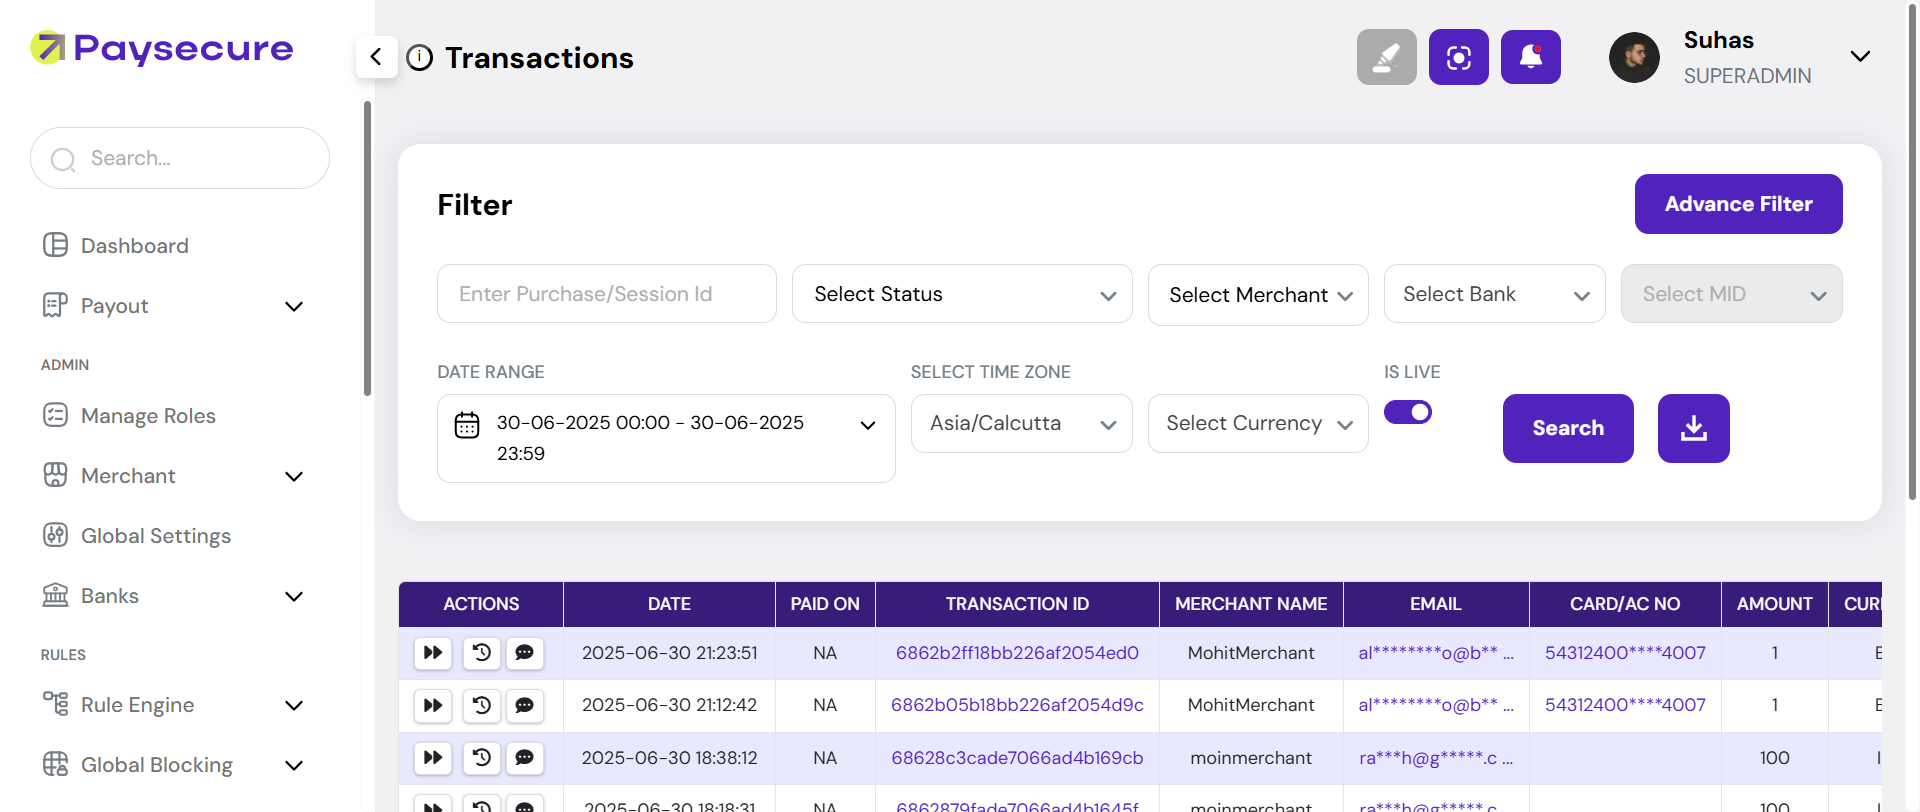 Paysecure
Transactions
Suhas
SUPERADMIN
Search...
Dashboard
Payout
ADMIN
Manage Roles
Merchant
Global Settings
Banks
RULES
Rule Engine
Global Blocking
Filter
Advance Filter
Enter Purchase/Session Id
Select Status
Select Merchant
Select Bank
Select MID
DATE RANGE
SELECT TIME ZONE
IS LIVE
30-06-2025 00:00 - 30-06-2025
23:59
Asia/Calcutta
Select Currency
Search
ACTIONS DATE PAID ON TRANSACTION ID MERCHANT NAME EMAIL CARD/AC NO AMOUNT
2025-06-30 21:23:51 NA 6862b2ff18bb226af2054ed0 MohitMerchant al********o@b** ... 54312400****4007 1
2025-06-30 21:12:42 NA 6862b05b18bb226af2054d9c MohitMerchant al********o@b** ... 54312400****4007 1
2025-06-30 18:38:12 NA 68628c3cade7066ad4b169cb moinmerchant ra***h@g*****.c ... 100
2025-06-30 18:18:31 NA 6862879fade7066ad4b1645f moinmerchant ra***h@g*****.c 100